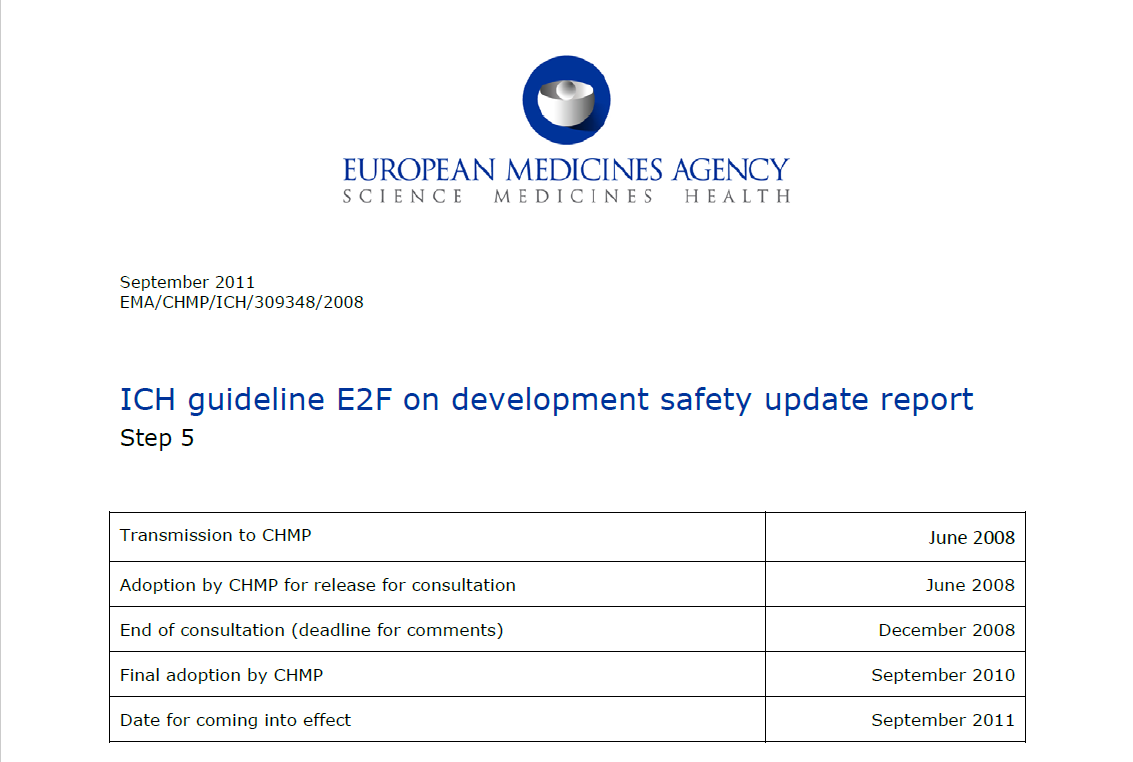 EUROPEAN MEDICINES AGENCY
SCIENCE MEDICINES HEALTH
September 2011
EMA/CHMP/ICH/309348/2008
ICH guideline E2F on development safety update report
Step 5
Transmission to CHMP June 2008
Adoption by CHMP for release for consultation June 2008
End of consultation (deadline for comments) December 2008
Final adoption by CHMP September 2010
Date for coming into effect September 2011